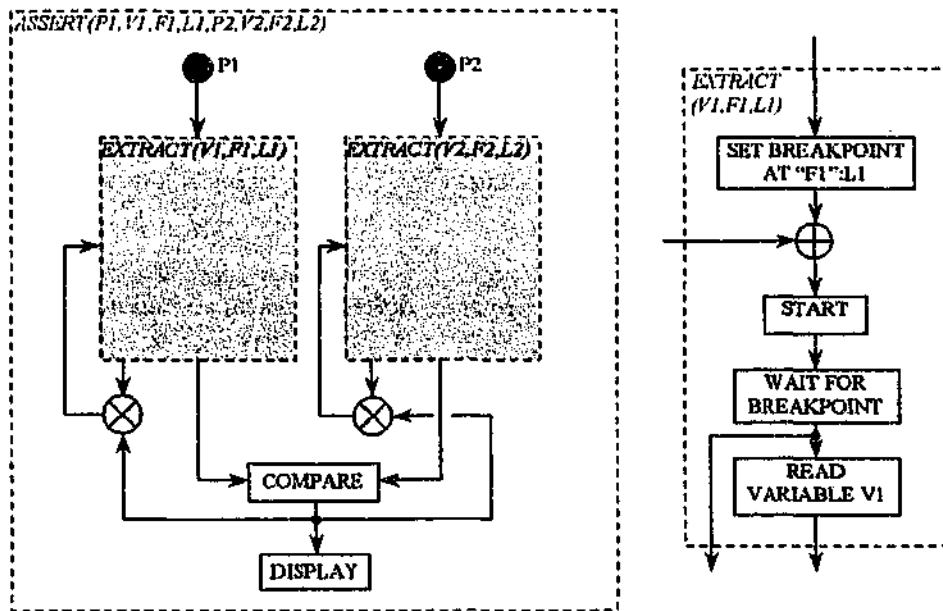 ASSERT(P1,V1,F1,L1,P2,V2,F2,L2)
P1
P2
EXTRACT(V1,F1,L1)
EXTRACT(V2,F2,L2)
COMPARE
DISPLAY
EXTRACT
(V1,F1,L1)
SET BREAKPOINT
AT "F1":L1
START
WAIT FOR
BREAKPOINT
READ
VARIABLE V1